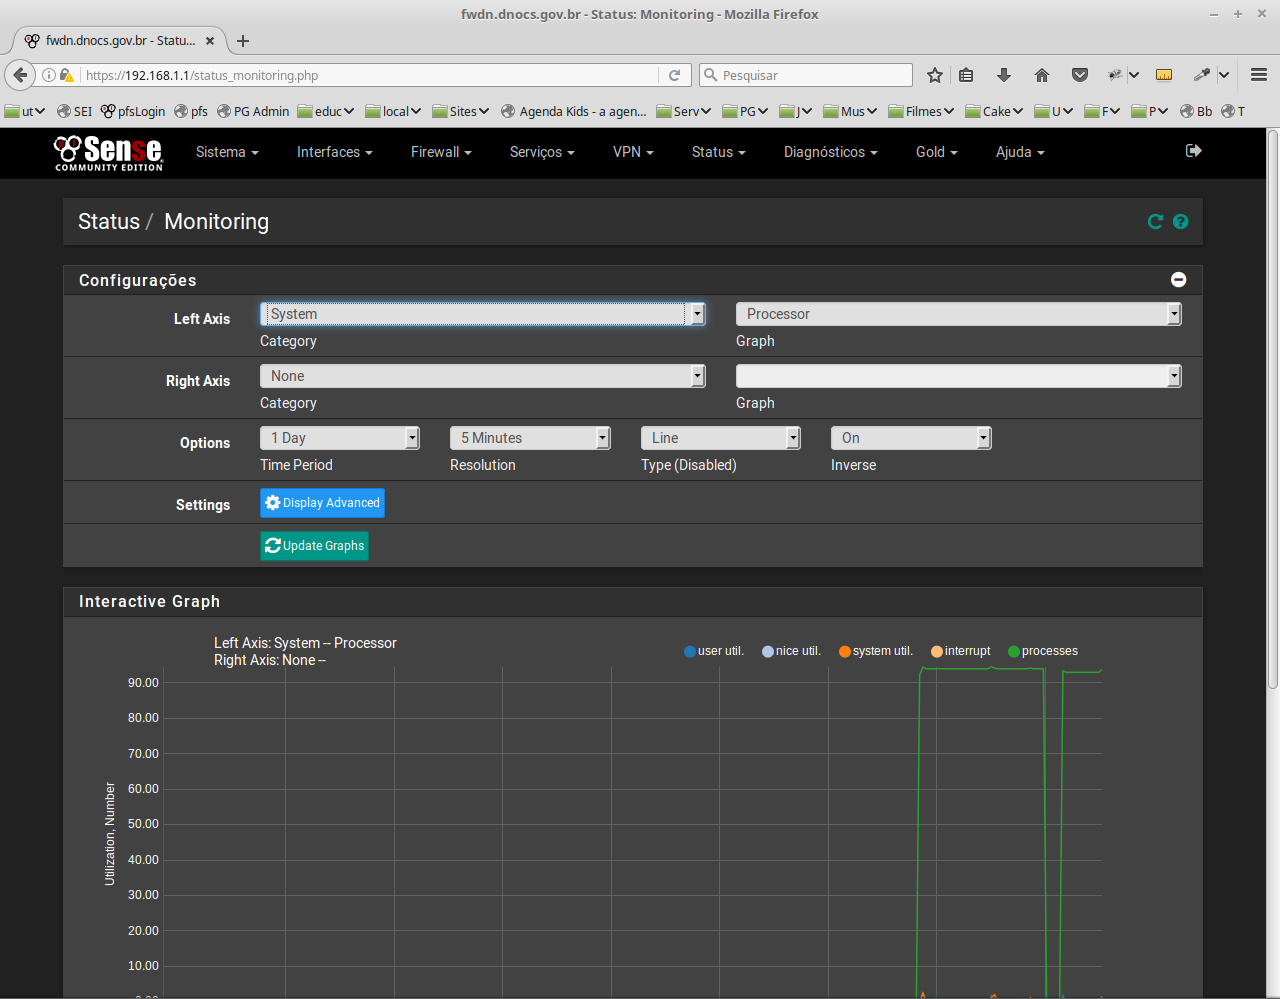 fwdn.dnocs.gov.br - Status: Monitoring - Mozilla Firefox
fwdn.dnocs.gov.br - Statu...
https://192.168.1.1/status_monitoring.php
Pesquisar
ut SEI pfsLogin pfs PG Admin educ local Sites Agenda Kids - a agen... Serv PG J Mus Filmes Cake U F P Bb T
Sense
COMMUNITY EDITION
Sistema Interfaces Firewall Serviços VPN Status Diagnósticos Gold Ajuda
Status / Monitoring
Configurações
Left Axis System Processor
Category Graph
Right Axis None
Category Graph
Options 1 Day 5 Minutes Line On
Time Period Resolution Type (Disabled) Inverse
Settings Display Advanced
Update Graphs
Interactive Graph
Left Axis: System -- Processor
Right Axis: None --
user util. nice util. system util. interrupt processes
90.00
80.00
70.00
60.00
50.00
40.00
30.00
20.00
10.00
Utilization, Number